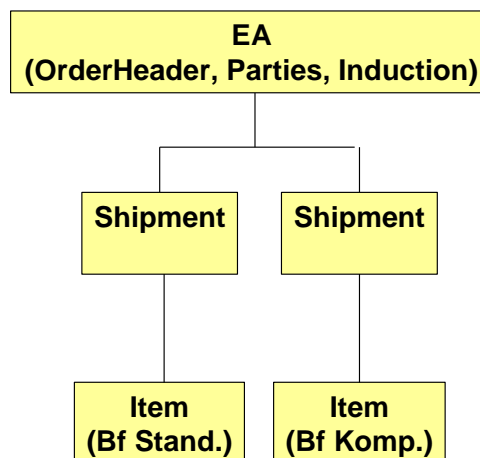 EA
(OrderHeader, Parties, Induction)
Shipment
Shipment
Item
(Bf Stand.)
Item
(Bf Komp.)